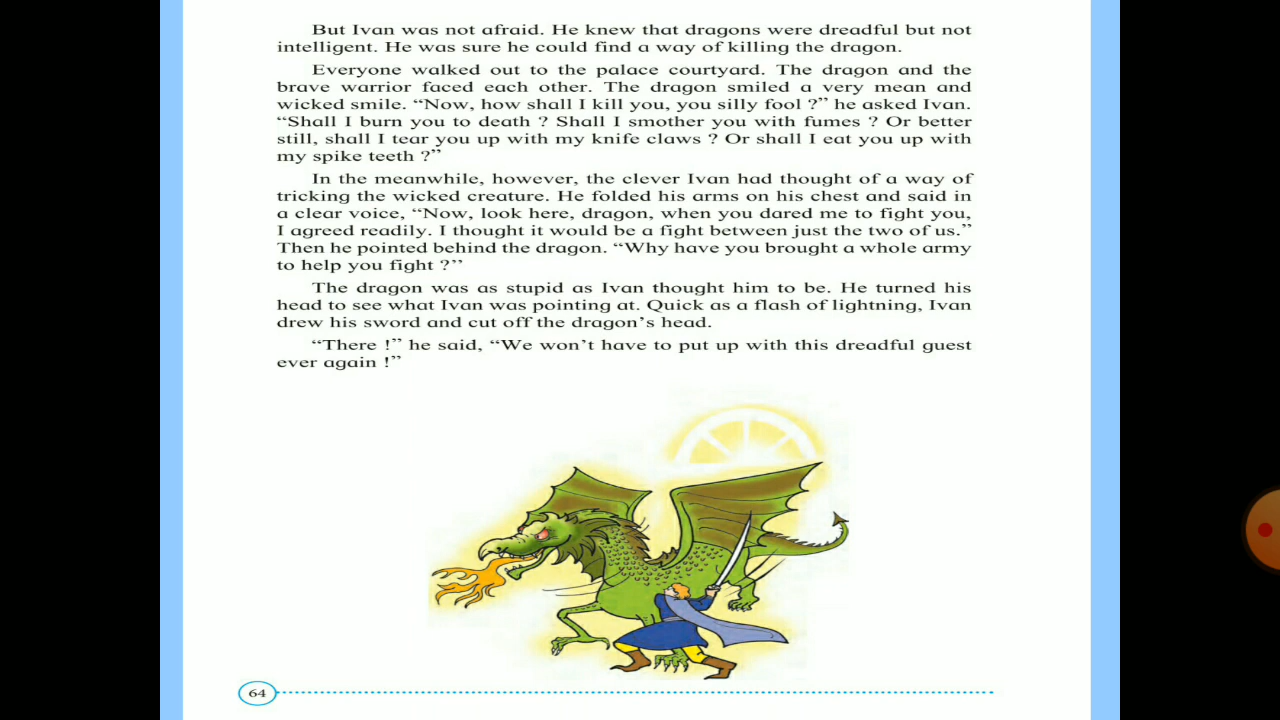 But Ivan was not afraid. He knew that dragons were dreadful but not
intelligent. He was sure he could find a way of killing the dragon.
Everyone walked out to the palace courtyard. The dragon and the
brave warrior faced each other. The dragon smiled a very mean and
wicked smile. “Now, how shall I kill you, you silly fool ?” he asked Ivan.
“Shall I burn you to death ? Shall I smother you with fumes ? Or better
still, shall I tear you up with my knife claws ? Or shall I eat you up with
my spike teeth ?”
In the meanwhile, however, the clever Ivan had thought of a way of
tricking the wicked creature. He folded his arms on his chest and said in
a clear voice, “Now, look here, dragon, when you dared me to fight you,
I agreed readily. I thought it would be a fight between just the two of us.”
Then he pointed behind the dragon. “Why have you brought a whole army
to help you fight ?’’
The dragon was as stupid as Ivan thought him to be. He turned his
head to see what Ivan was pointing at. Quick as a flash of lightning, Ivan
drew his sword and cut off the dragon’s head.
“There !” he said, “We won’t have to put up with this dreadful guest
ever again !”
64